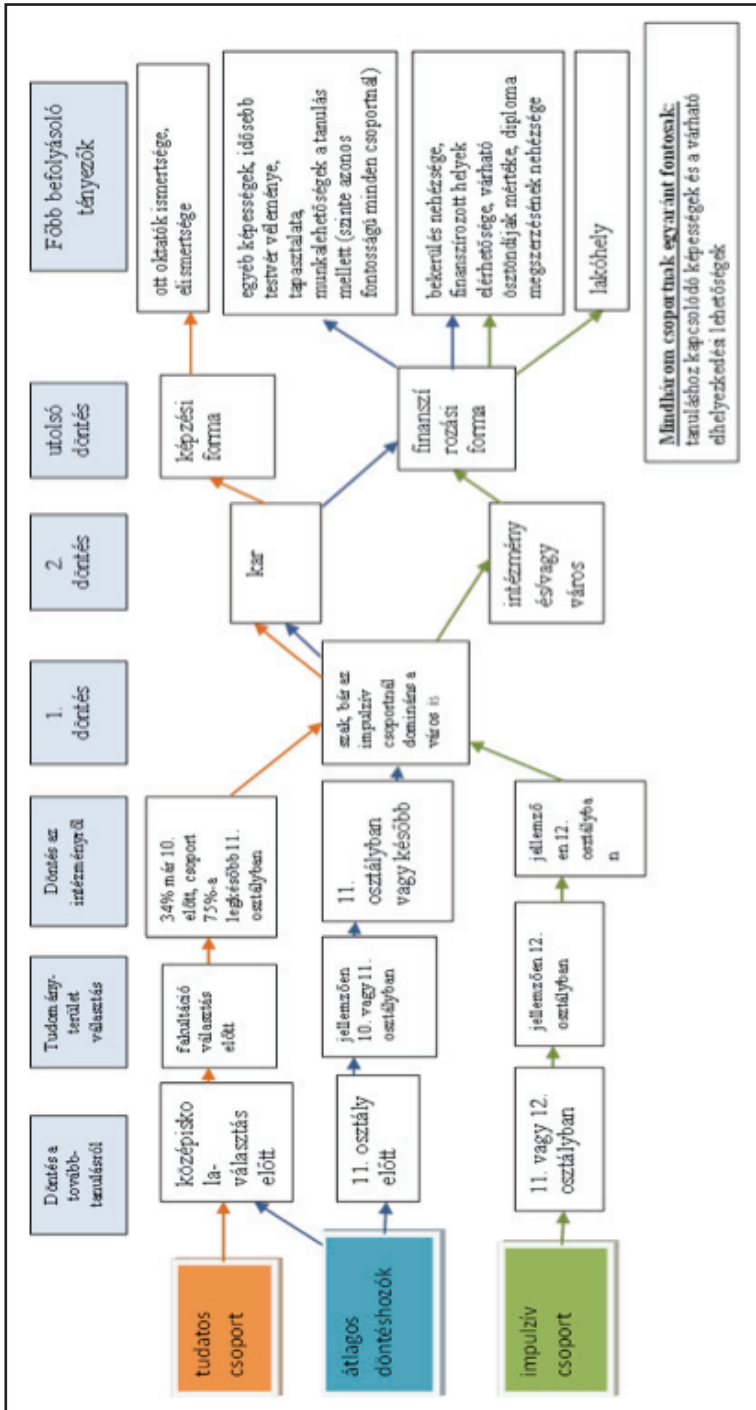 Döntés a
tovább-
tanulásról
Tudomány-
terület
választás
Döntés az
intézményről
1.
döntés
2.
döntés
utolsó
döntés
Főbb befolyásoló
tényezők
tudatos
csoport
középisko
la-
választás
előtt
Fakultáció
választás
előtt
34% már 10.
előtt, csoport
75%-a
legkésőbb 11.
osztályban
átlagos
döntéshozók
11. osztály
előtt
jellemzően
10. vagy 11.
osztályban
11.
osztályban
vagy később
impulzív
csoport
11. vagy 12.
osztályban
jellemzően 12.
osztályban
jellemző
en 12.
osztályba
n
szak, bár az
impulzív
csoportnál
domináns a
város is
kar
intézmény
és/vagy
város
képzési
forma
finanszí
rozási
forma
ott oktatók ismertsége,
elismertsége
egyéb képességek, idősebb
testvér véleménye,
tapasztalata,
munkalehetőségek a tanulás
mellett (szinte azonos
fontosságú minden csoportnál)
bekerülés nehézsége,
finanszírozott helyek
elérhetősége, várható
ösztöndíjak mértéke, diploma
megszerzésének nehézsége
lakóhely
Mindhárom csoportnak egyaránt fontosak:
tanuláshoz kapcsolódó képességek és a várható
elhelyezkedési lehetőségek